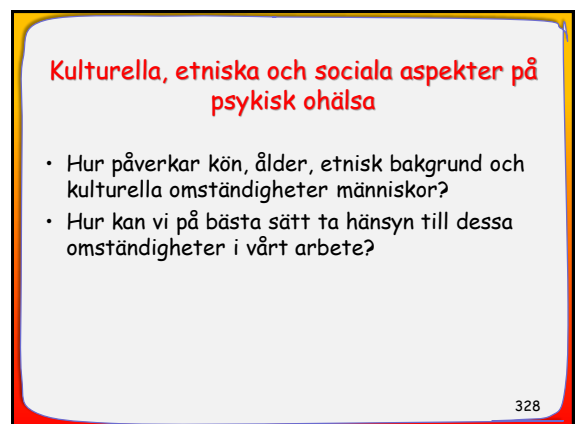 Kulturella, etniska och sociala aspekter på
psykisk ohälsa
• Hur påverkar kön, ålder, etnisk bakgrund och
kulturella omständigheter människor?
• Hur kan vi på bästa sätt ta hänsyn till dessa
omständigheter i vårt arbete?
328